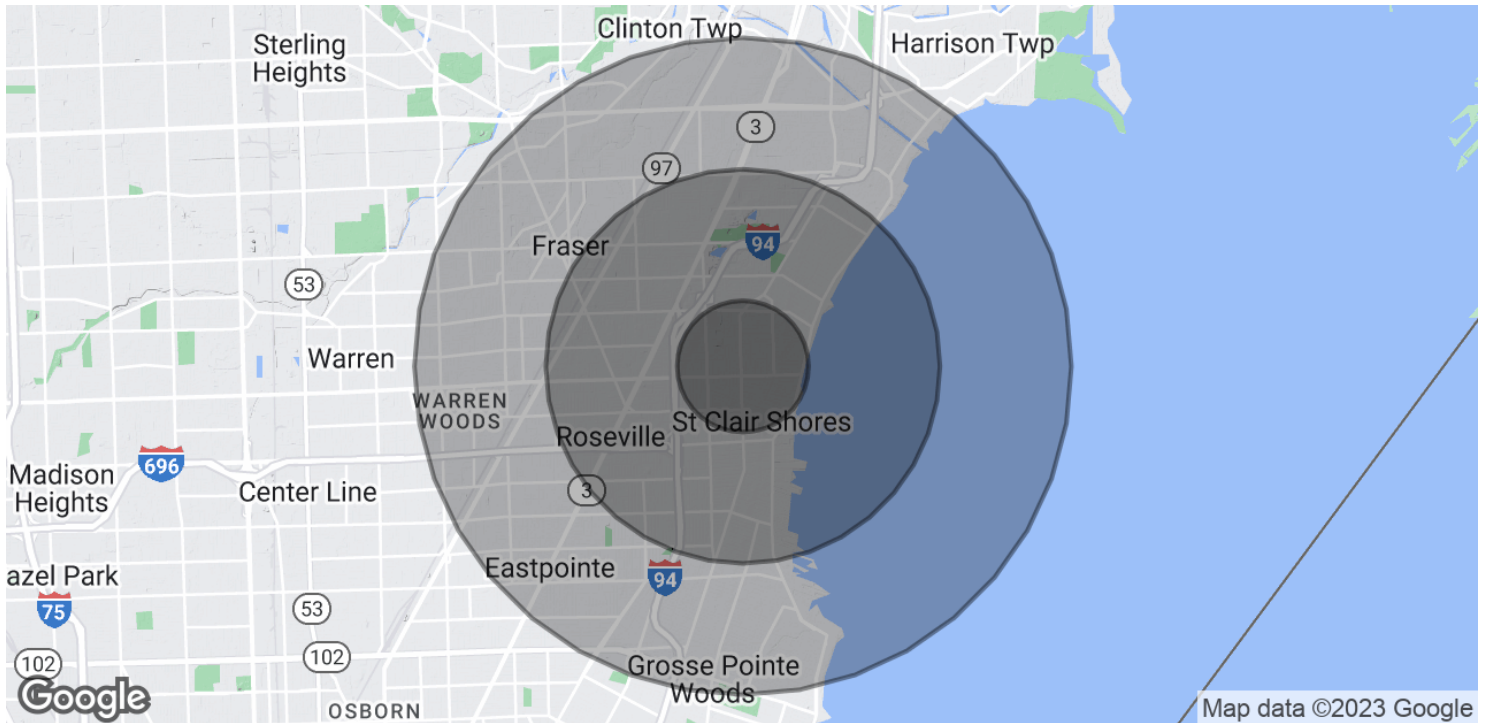 Clinton Twp
Harrison Twp
Sterling
Heights
3
97
94
Fraser
53
Warren
WARREN
WOODS
St Clair Shores
Roseville
696
Madison
Heights
Center Line
3
Eastpointe
azel Park
94
75
53
102
102
Grosse Pointe
Woods
Google
OSBORN
Map data ©2023 Google